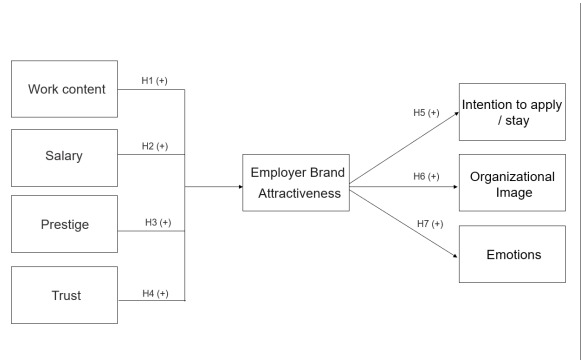 Work content
H1 (+)
Salary
H2 (+)
Prestige
H3 (+)
Trust
H4 (+)
Employer Brand
Attractiveness
H5 (+)
Intention to apply
/ stay
H6 (+)
Organizational
Image
H7 (+)
Emotions